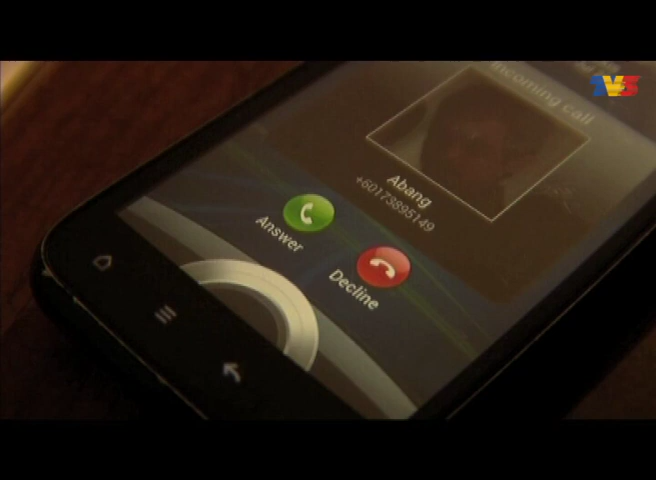 TV3
Incoming call
Abang
+60173895149
Answer
Decline